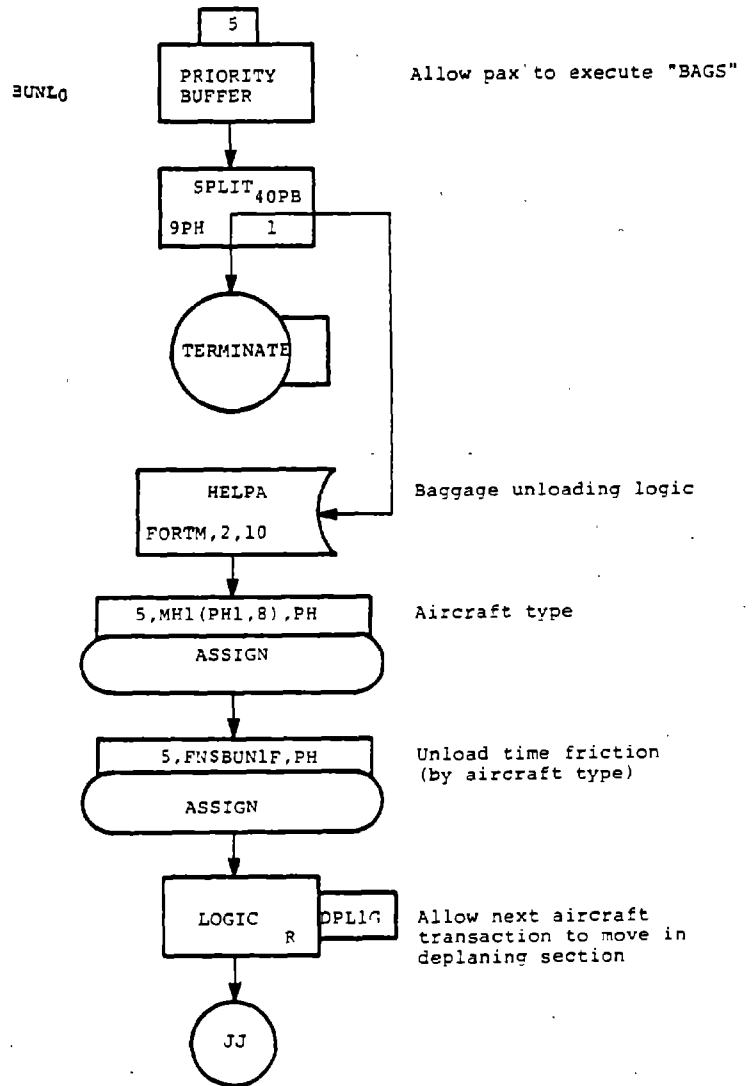 5
PRIORITY
BUFFER
Allow pax to execute "BAGS"
BUNLO
SPLIT
40PB
9PH 1
TERMINATE
HELPA
FORTM,2,10
Baggage unloading logic
5,MH1(PH1,8),PH
Aircraft type
ASSIGN
5,FNSBUN1F,PH
Unload time friction
(by aircraft type)
ASSIGN
LOGIC
R
DPL1G
Allow next aircraft
transaction to move in
deplaning section
JJ